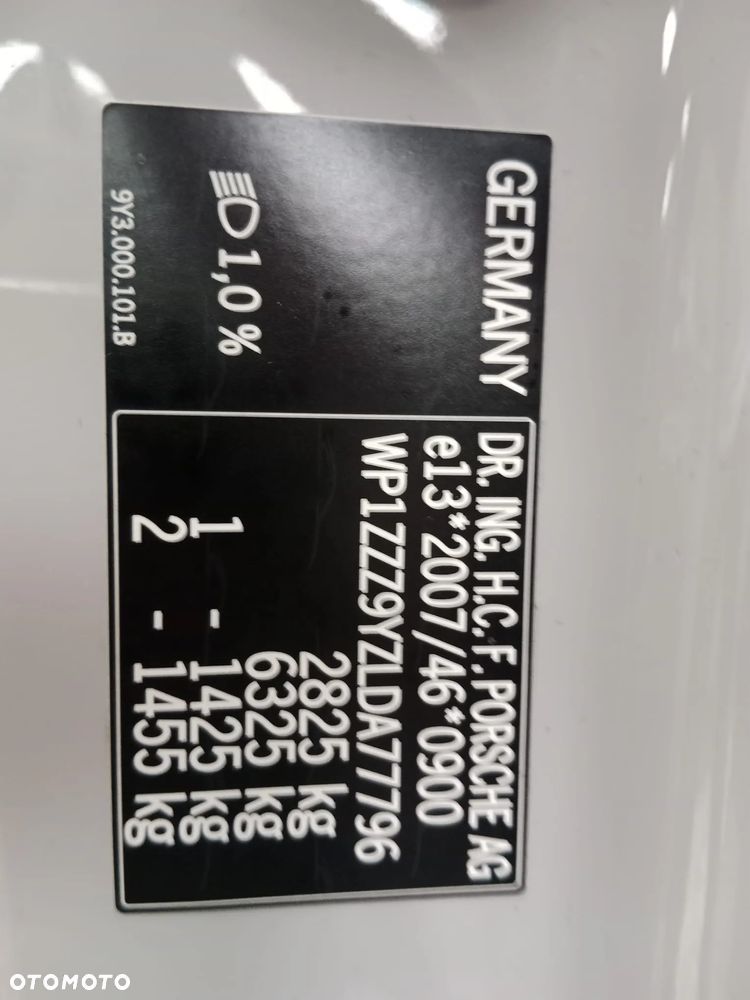 GERMANY
1,0%
9Y3.000.101.B
DR. ING. H.C. F. PORSCHE AG
e13*2007/46*0900
WP1ZZZ9YZLDA77796
2825 kg
6325 kg
1 - 1425 kg
2 - 1455 kg
OTOMOTO